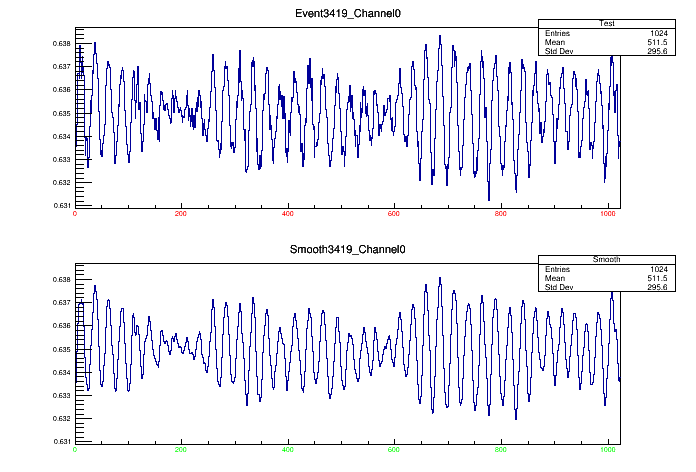 Event3419_Channel0
Test
Entries 1024
Mean 511.5
Std Dev 295.6
0.638
0.637
0.636
0.635
0.634
0.633
0.632
0.631
0 200 400 600 800 1000
Smooth3419_Channel0
Smooth
Entries 1024
Mean 511.5
Std Dev 295.6
0.638
0.637
0.636
0.635
0.634
0.633
0.632
0.631
0 200 400 600 800 1000